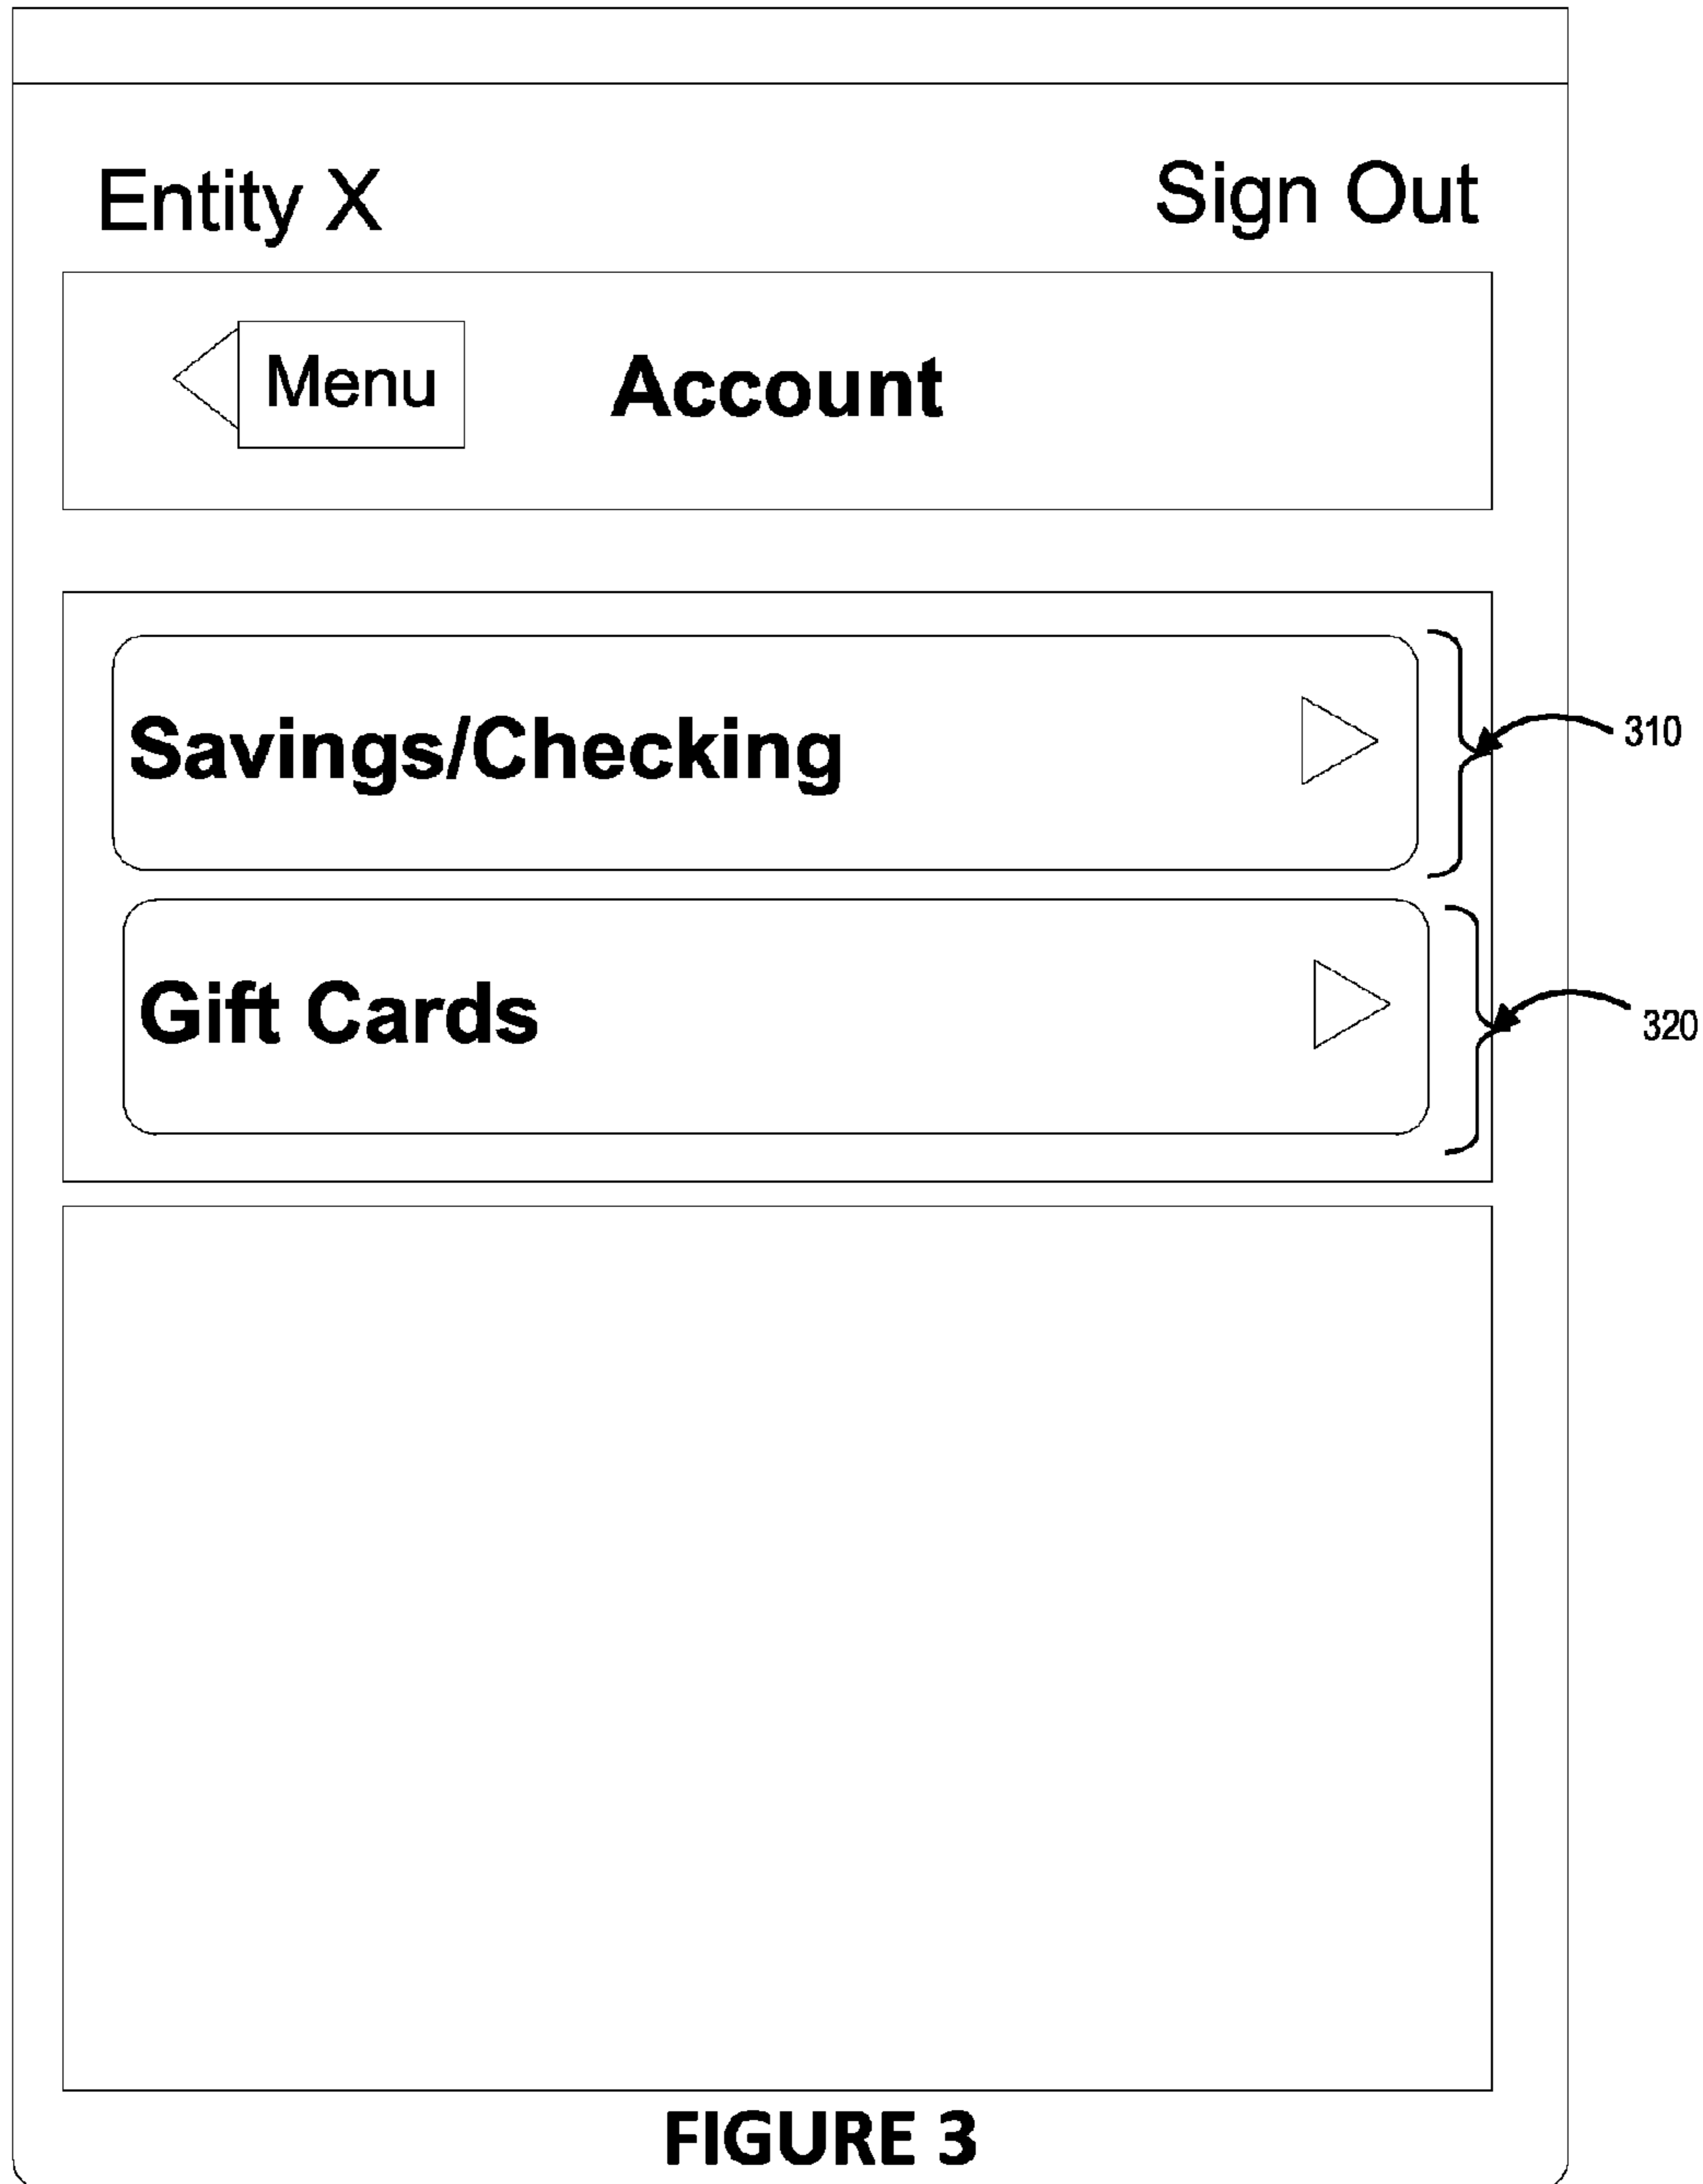 Entity X Sign Out
Menu Account
Savings/Checking
310
Gift Cards
320
FIGURE 3